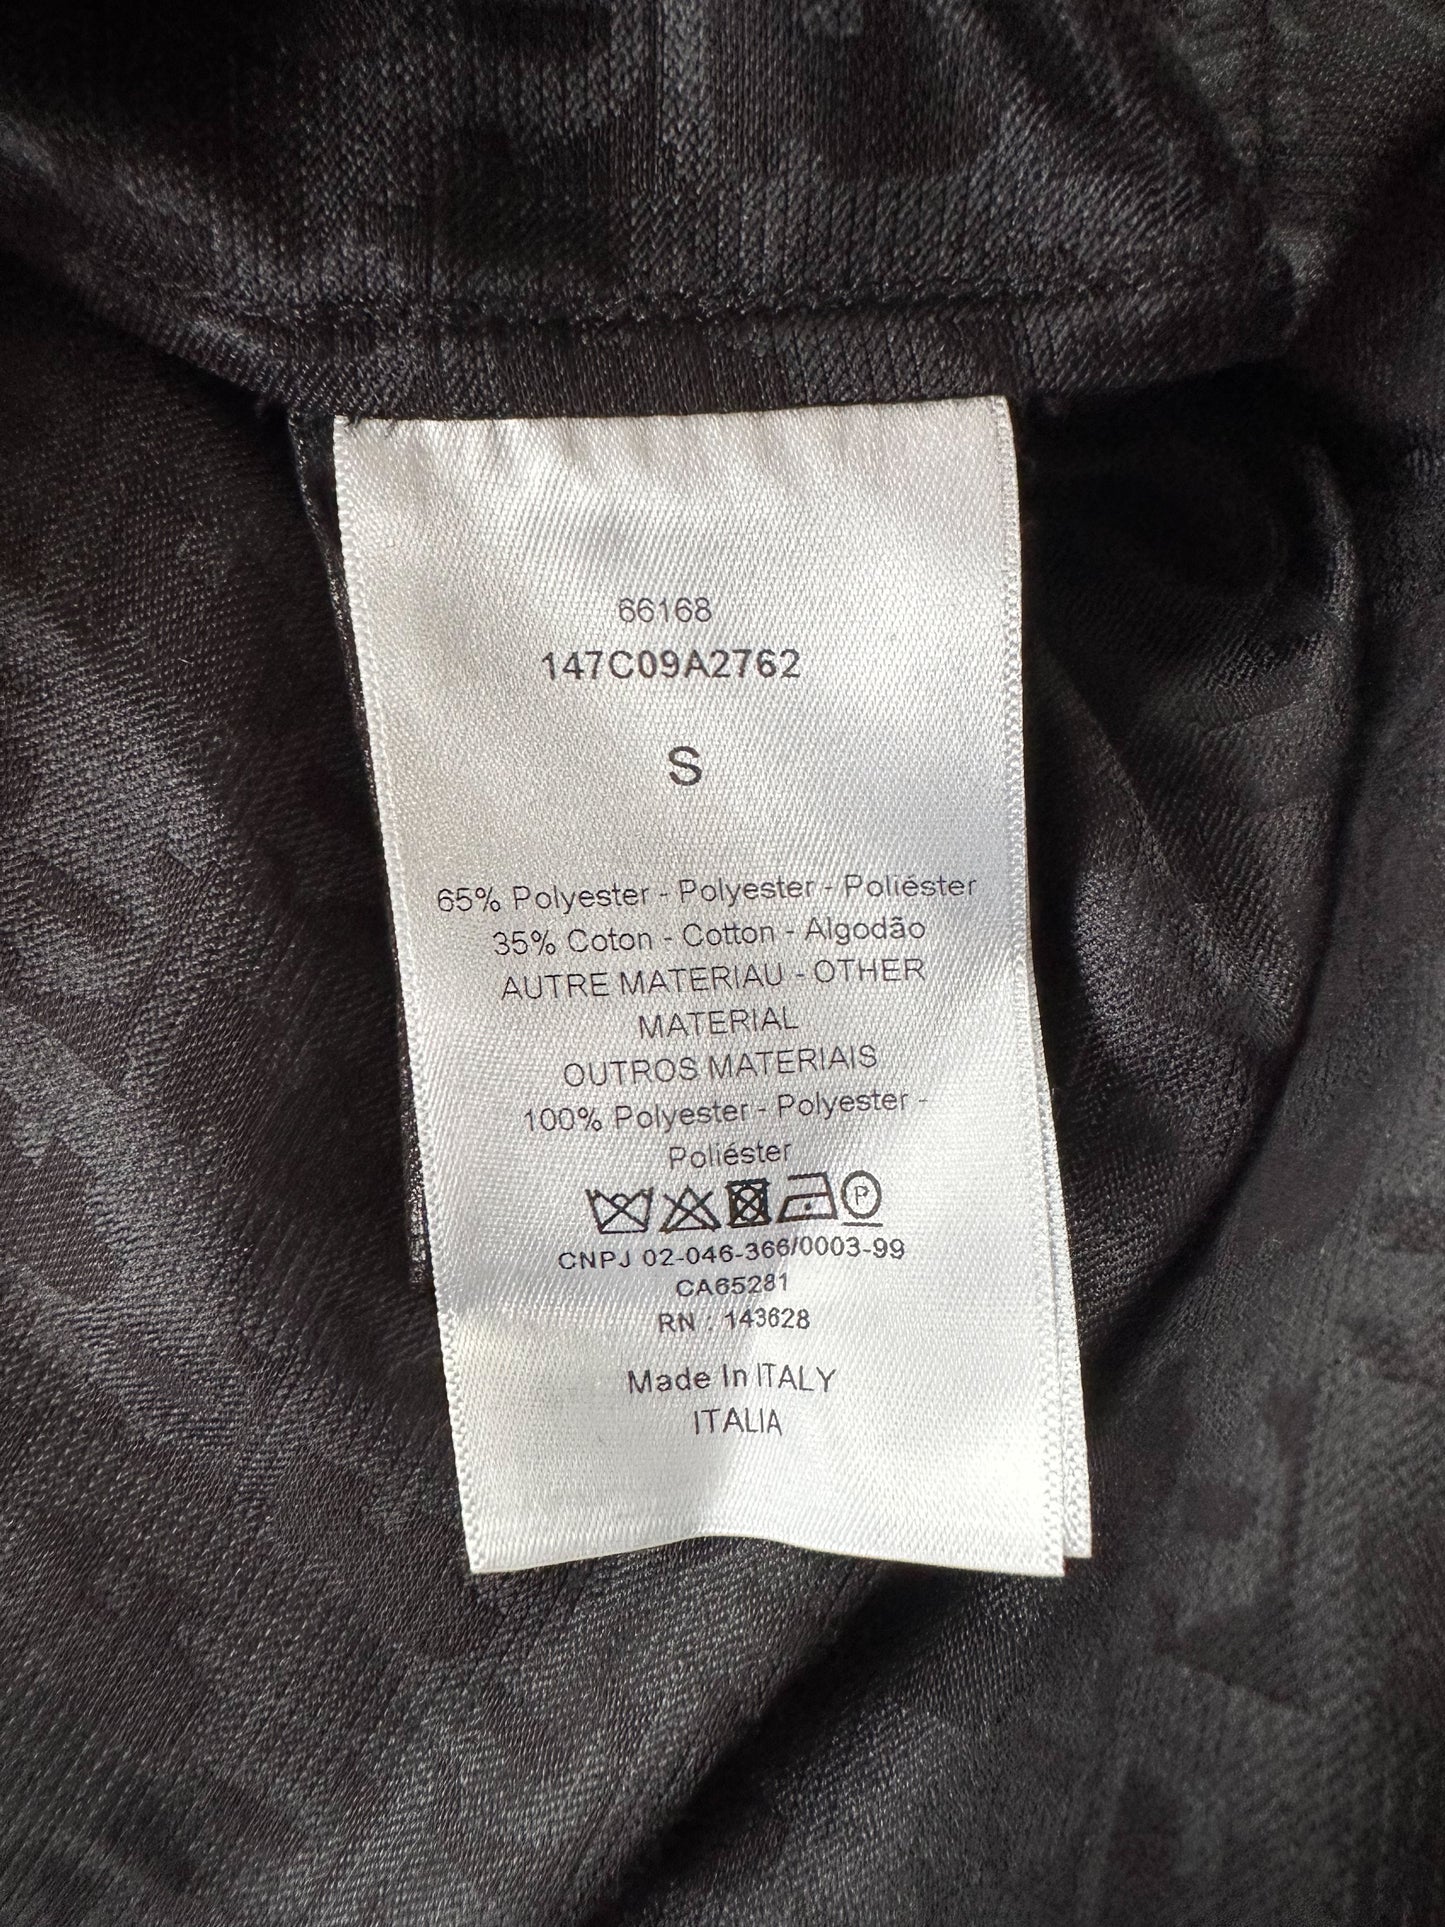 66168
147C09A2762
S
65% Polyester - Polyester - Poliéster
35% Coton - Cotton - Algodão
AUTRE MATERIAU - OTHER
MATERIAL
OUTROS MATERIAIS
100% Polyester - Polyester -
Poliéster
P
CNPJ 02-046-366/0003-99
CA65281
RN : 143628
Made In ITALY
ITALIA